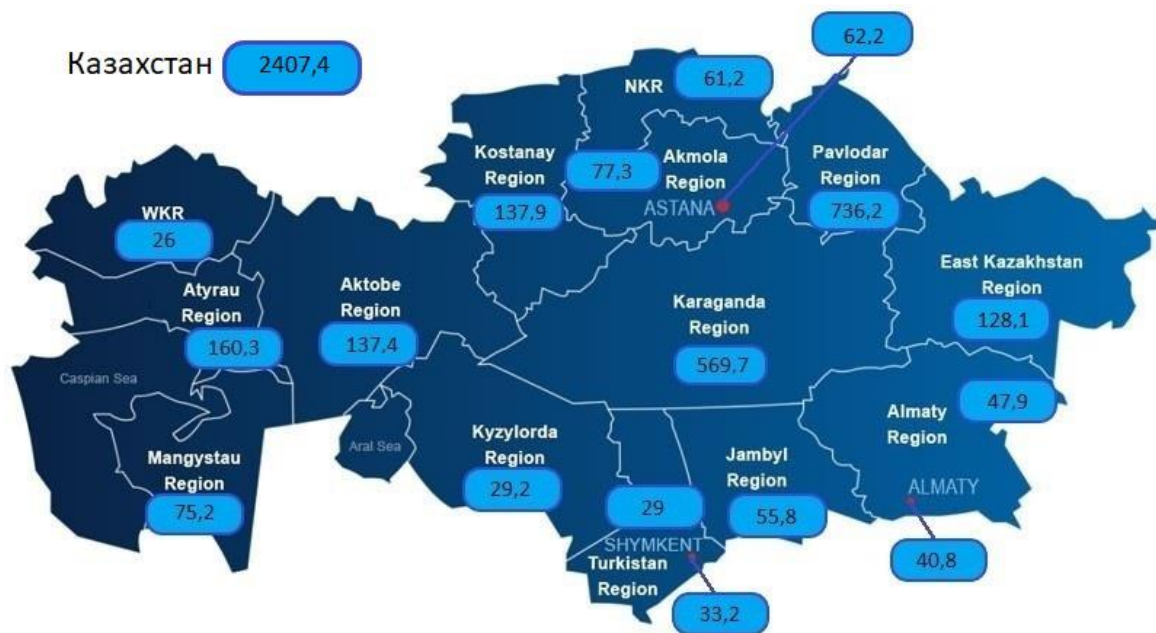 Казахстан
2407,4
62,2
NKR
61,2
Kostanay
Region
137,9
77,3
Akmola
Region
ASTANA
Pavlodar
Region
736,2
WKR
26
Atyrau
Region
160,3
Aktobe
Region
137,4
Karaganda
Region
569,7
East Kazakhstan
Region
128,1
Caspian Sea
Mangystau
Region
75,2
Aral Sea
Kyzylorda
Region
29,2
29
SHYMKENT
Turkistan
Region
33,2
Jambyl
Region
55,8
Almaty
Region
47,9
ALMATY
40,8